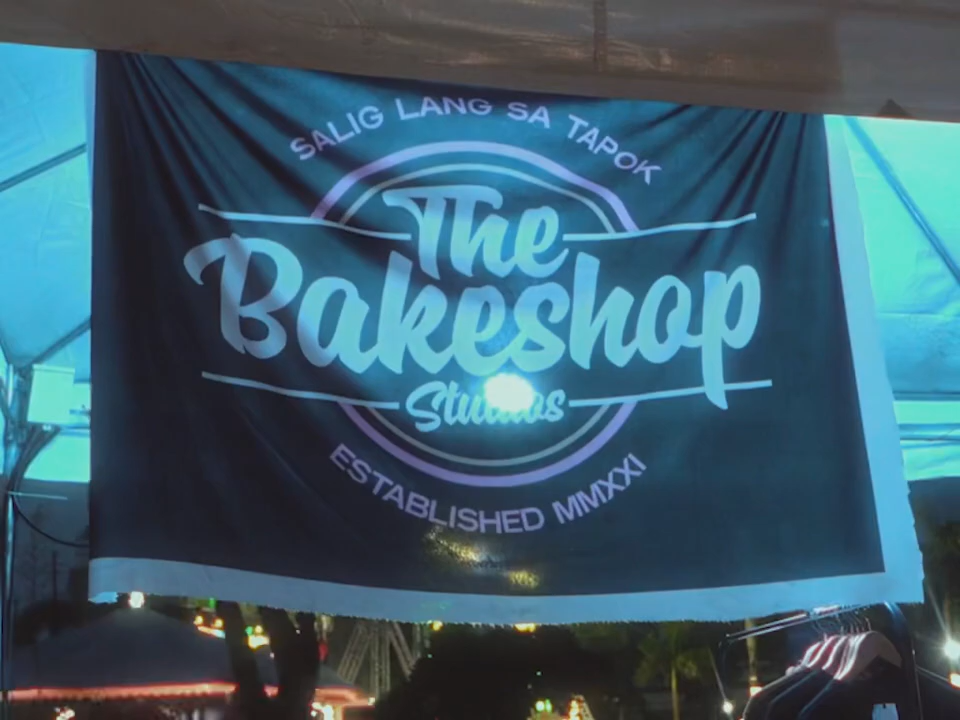 SALIG LANG SA TAPOK
The
Bakeshop
Studios
ESTABLISHED MMXXI